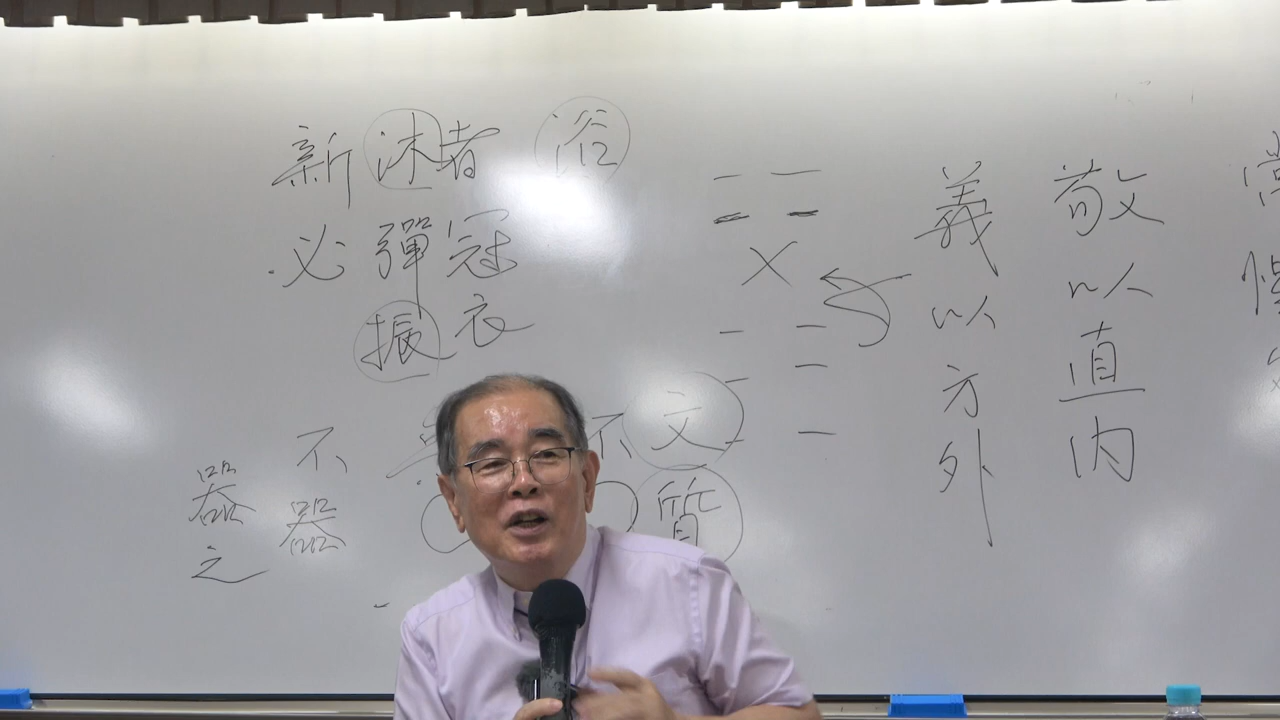 敬以直內
義以方外
新沐者 浴
必彈冠
振衣
不文
質
不器
器之